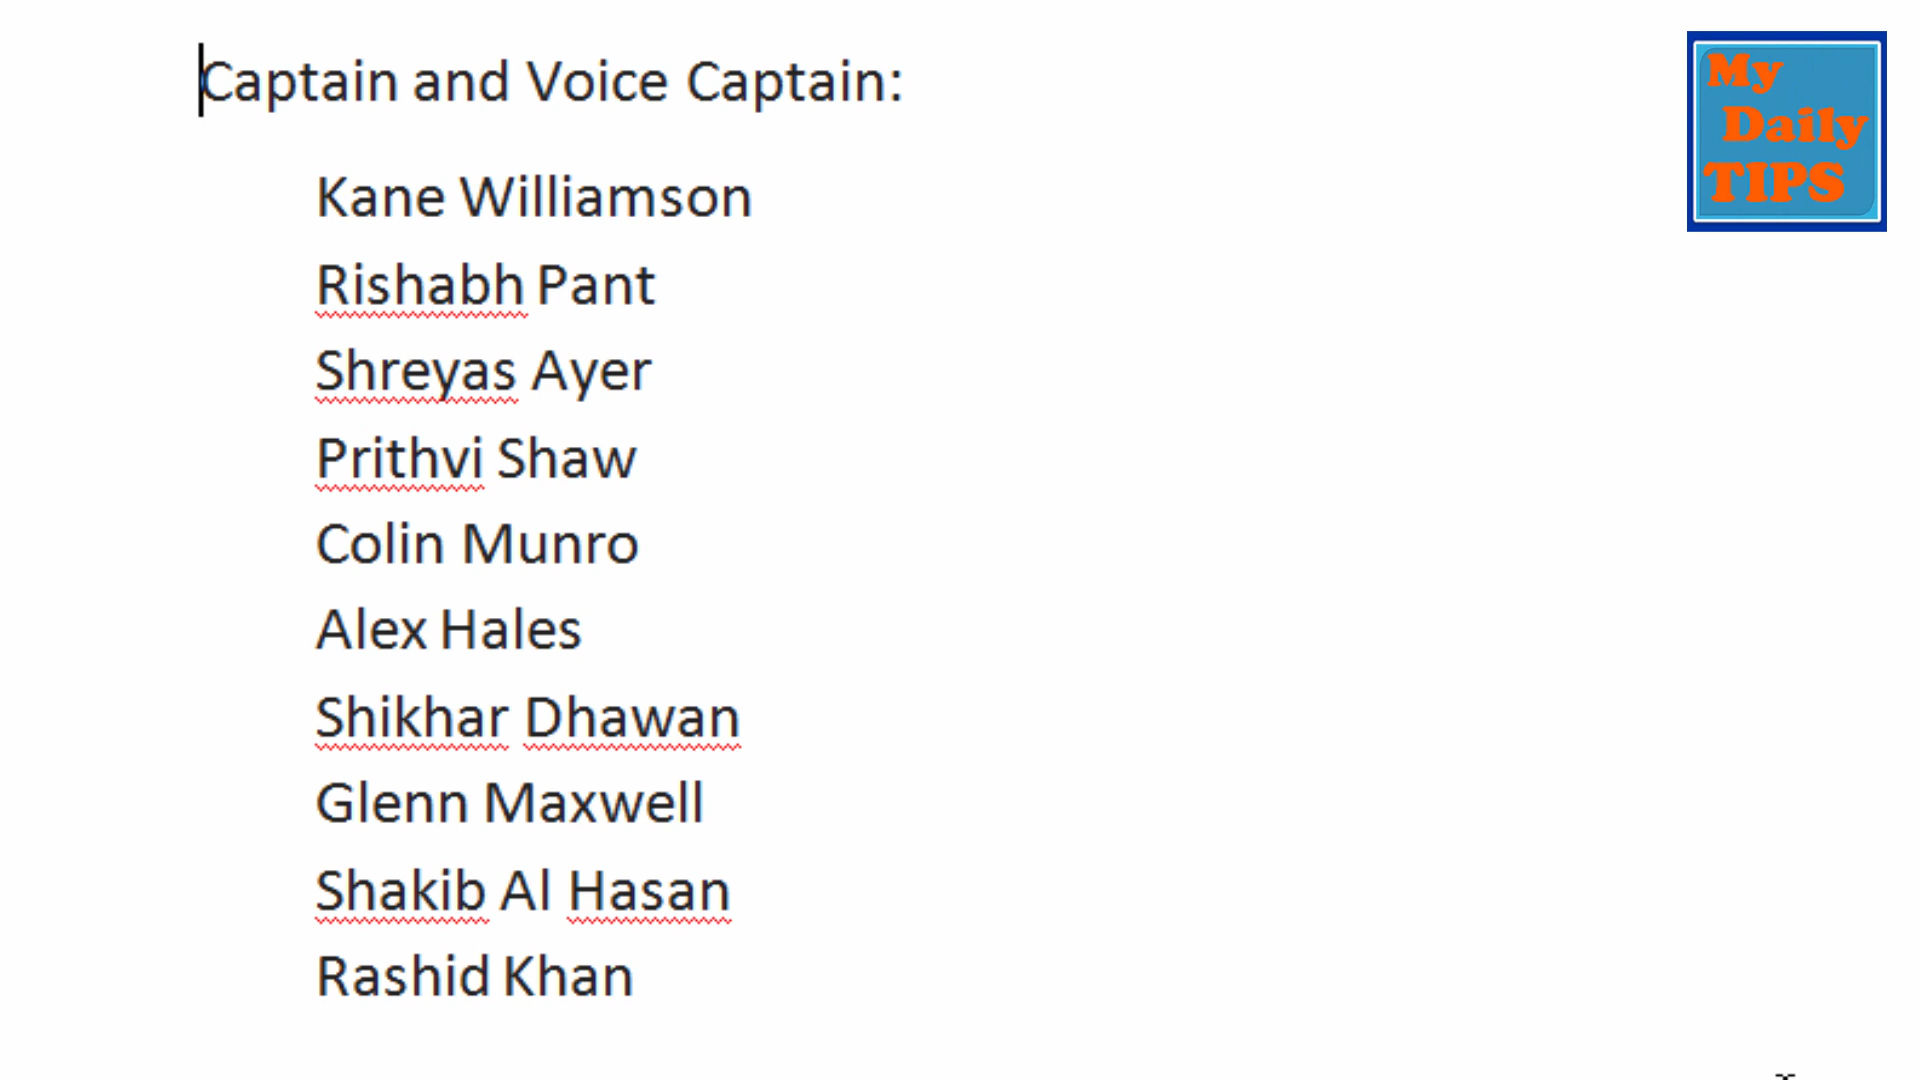 Captain and Voice Captain:
Kane Williamson
Rishabh Pant
Shreyas Ayer
Prithvi Shaw
Colin Munro
Alex Hales
Shikhar Dhawan
Glenn Maxwell
Shakib Al Hasan
Rashid Khan
My
Daily
TIPS